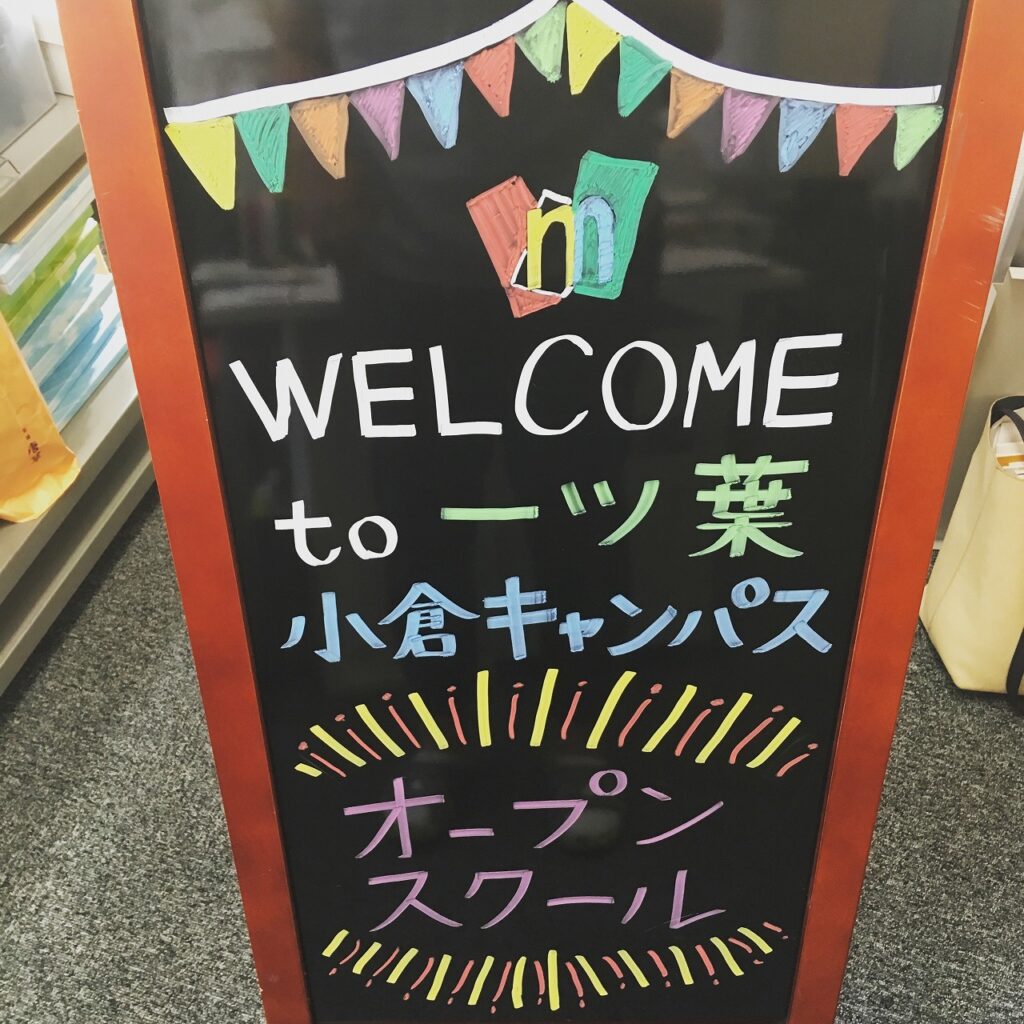 n n
WELCOME
to 一ツ葉
小倉キャンパス
オープン
スクール